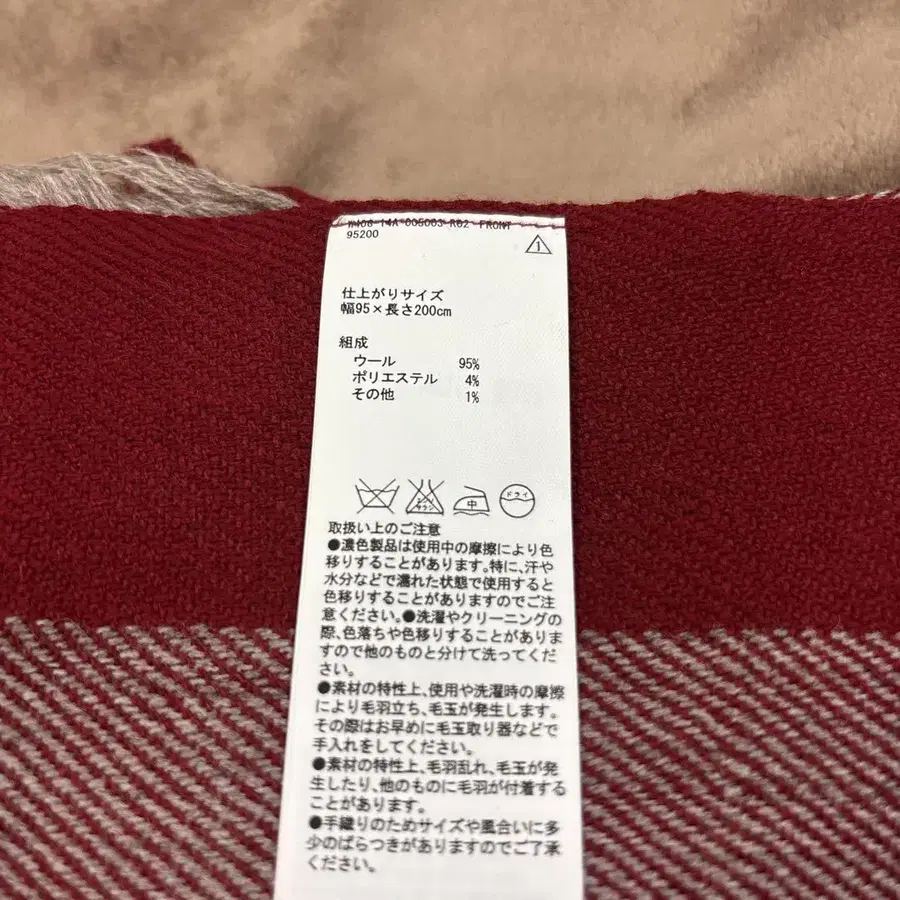 W408-14A 005003 R02 FRONT
95200
仕上がりサイズ
幅95×長さ200cm
組成
ウール 95%
ポリエステル 4%
その他 1%
エンソ
サラシ
中
ドライ
取扱い上のご注意
●濃色製品は使用中の摩擦により色
移りすることがあります。特に、汗や
水分などで濡れた状態で使用すると
色移りすることがありますのでご注
意ください。●洗濯やクリーニングの
際、色落ちや色移りすることがありま
すので他のものと分けて洗ってくだ
さい。
●素材の特性上、使用や洗濯時の摩擦
により毛羽立ち、毛玉が発生します。
その際はお早めに毛玉取り器などで
手入れをしてください。
●素材の特性上、毛羽乱れ、毛玉が発
生したり、他のものに毛羽が付着する
ことがあります。
●手織りのためサイズや風合いに多
少のばらつきがありますのでご了承
ください。